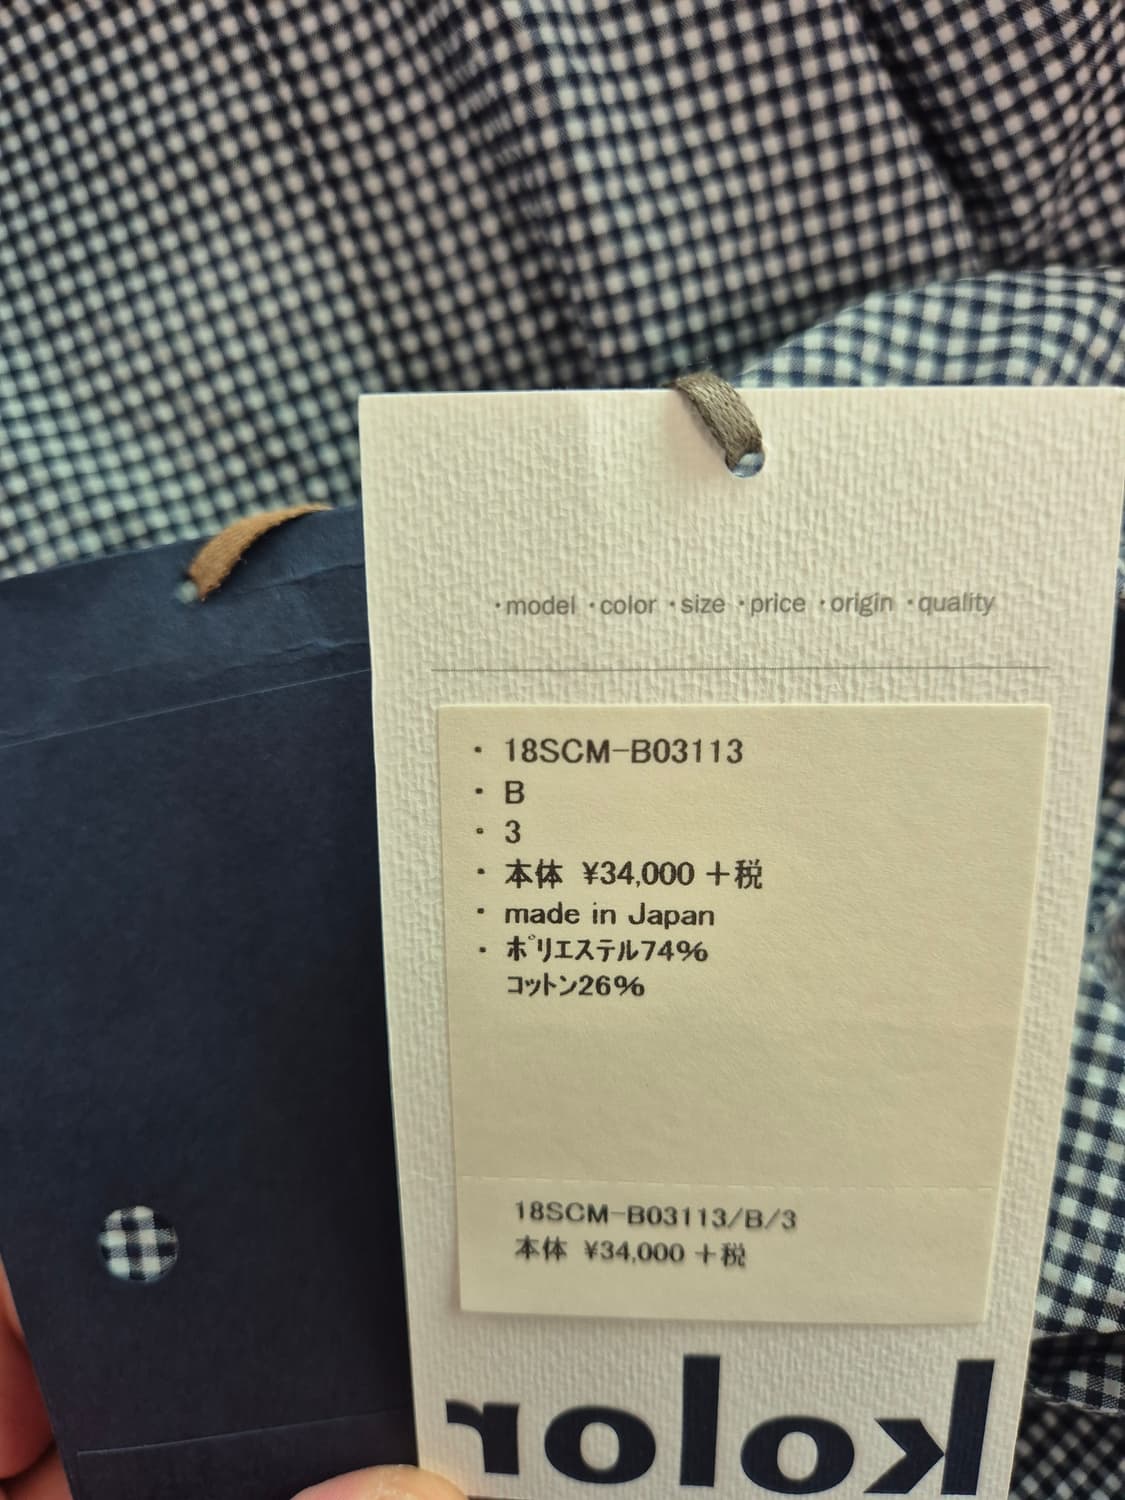 ·model ·color ·size ·price ·origin ·quality
· 18SCM-B03113
· B
· 3
· 本体 ¥34,000 +税
· made in Japan
· ポリエステル74%
コットン26%
18SCM-B03113/B/3
本体 ¥34,000 +税
kolor